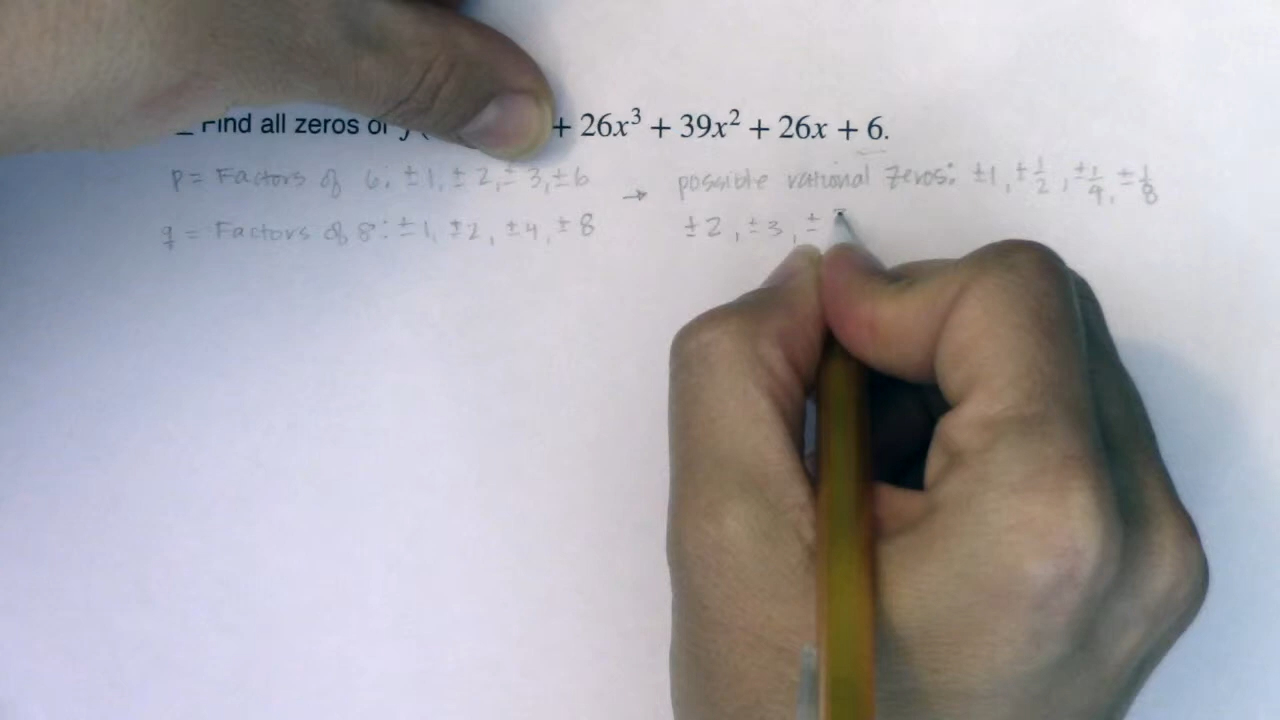 Find all zeros of + 26x³ + 39x² + 26x + 6.
p = Factors of 6: ±1, ±2, ±3, ±6 → possible rational zeros: ±1, ±1/2, ±1/4, ±1/8
q = Factors of 8: ±1, ±2, ±4, ±8 ±2, ±3, ±